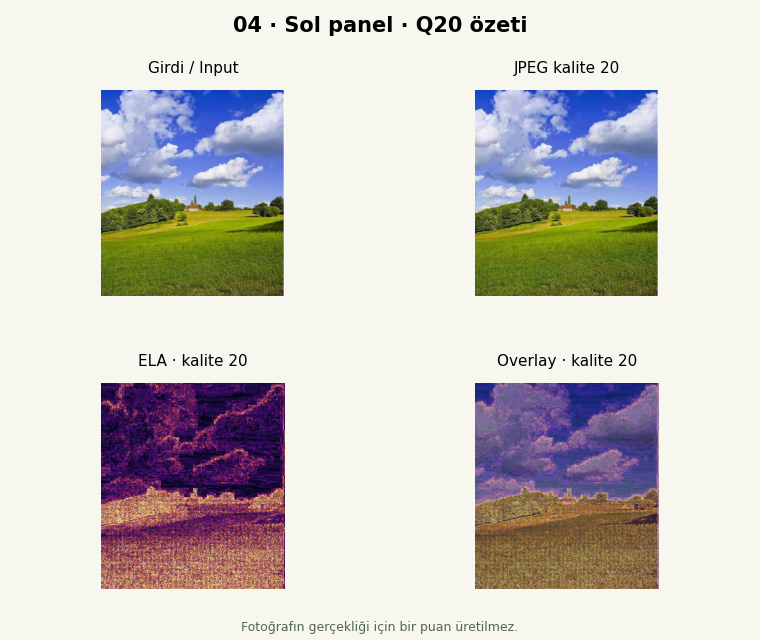 04 · Sol panel · Q20 özeti
Girdi / Input
JPEG kalite 20
ELA · kalite 20
Overlay · kalite 20
Fotoğrafın gerçekliği için bir puan üretilmez.